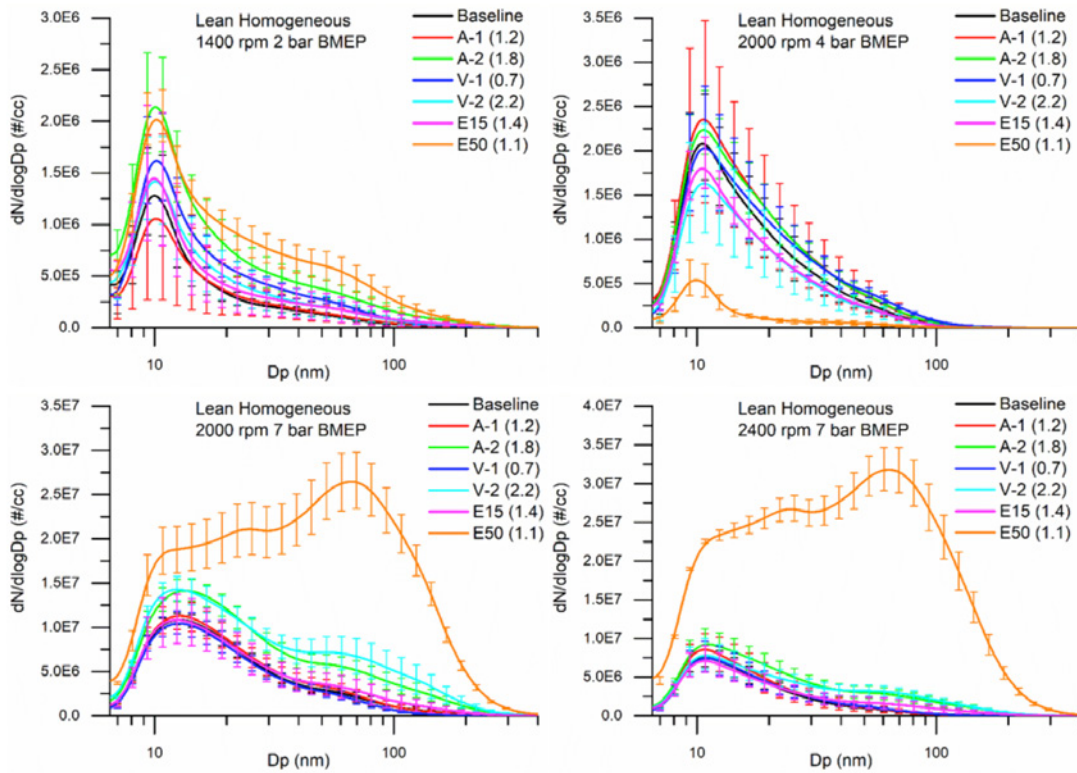 Lean Homogeneous
1400 rpm 2 bar BMEP
Baseline
A-1 (1.2)
A-2 (1.8)
V-1 (0.7)
V-2 (2.2)
E15 (1.4)
E50 (1.1)
dN/dlogDp (#/cc)
3.0E6
2.5E6
2.0E6
1.5E6
1.0E6
5.0E5
0.0
10
100
Dp (nm)
Lean Homogeneous
2000 rpm 4 bar BMEP
Baseline
A-1 (1.2)
A-2 (1.8)
V-1 (0.7)
V-2 (2.2)
E15 (1.4)
E50 (1.1)
dN/dlogDp (#/cc)
3.5E6
3.0E6
2.5E6
2.0E6
1.5E6
1.0E6
5.0E5
0.0
10
100
Dp (nm)
Lean Homogeneous
2000 rpm 7 bar BMEP
Baseline
A-1 (1.2)
A-2 (1.8)
V-1 (0.7)
V-2 (2.2)
E15 (1.4)
E50 (1.1)
dN/dlogDp (#/cc)
3.5E7
3.0E7
2.5E7
2.0E7
1.5E7
1.0E7
5.0E6
0.0
10
100
Dp (nm)
Lean Homogeneous
2400 rpm 7 bar BMEP
Baseline
A-1 (1.2)
A-2 (1.8)
V-1 (0.7)
V-2 (2.2)
E15 (1.4)
E50 (1.1)
dN/dlogDp (#/cc)
4.0E7
3.5E7
3.0E7
2.5E7
2.0E7
1.5E7
1.0E7
5.0E6
0.0
10
100
Dp (nm)